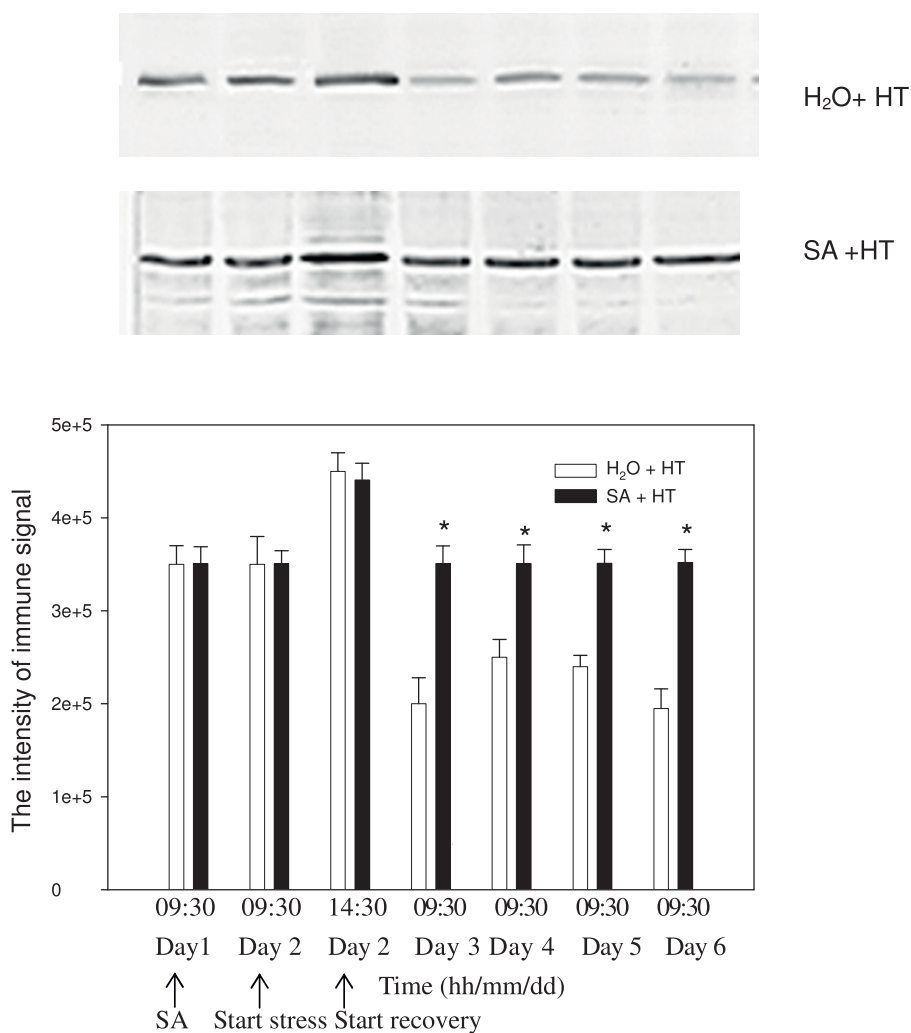 H₂O+ HT
SA +HT
5e+5
4e+5
3e+5
2e+5
1e+5
0
The intensity of immune signal
H₂O + HT
SA + HT
* * * *
09:30 09:30 14:30 09:30 09:30 09:30 09:30
Day1 Day 2 Day 2 Day 3 Day 4 Day 5 Day 6
Time (hh/mm/dd)
SA Start stress Start recovery